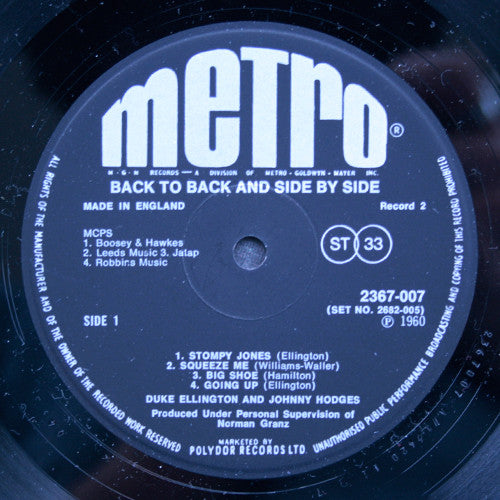 metro®
M-G-M RECORDS — A DIVISION OF METRO-GOLDWYN-MAYER INC.
BACK TO BACK AND SIDE BY SIDE
MADE IN ENGLAND
Record 2
MCPS
1. Boosey & Hawkes
2. Leeds Music 3. Jatap
4. Robbins Music
ST 33
SIDE 1
2367-007
(SET NO. 2682-005)
Ⓟ 1960
1. STOMPY JONES (Ellington)
2. SQUEEZE ME (Williams-Waller)
3. BIG SHOE (Hamilton)
4. GOING UP (Ellington)
DUKE ELLINGTON AND JOHNNY HODGES
Produced Under Personal Supervision of
Norman Granz
MARKETED BY
POLYDOR RECORDS LTD.
ALL RIGHTS OF THE MANUFACTURER AND OF THE OWNER OF THE RECORDED WORK RESERVED
UNAUTHORISED PUBLIC PERFORMANCE BROADCASTING AND COPYING OF THIS RECORD PROHIBITED